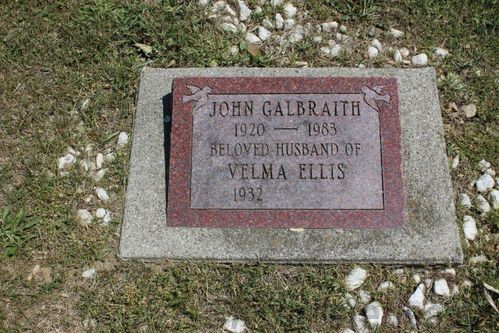 JOHN GALBRAITH
1920 — 1983
BELOVED HUSBAND OF
VELMA ELLIS
1932